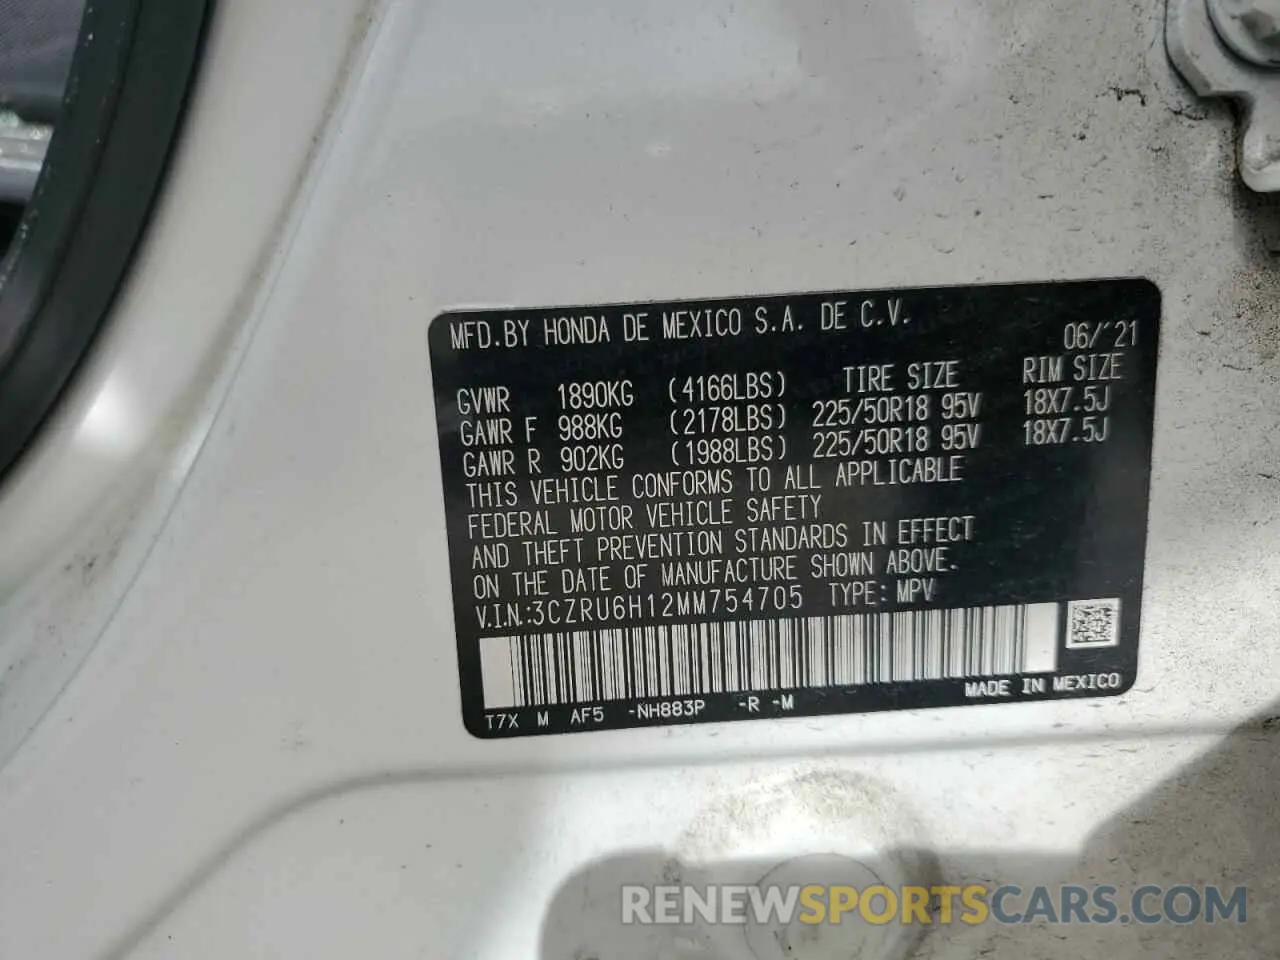 MFD.BY HONDA DE MEXICO S.A. DE C.V.
06/'21
GVWR 1890KG (4166LBS) TIRE SIZE RIM SIZE
GAWR F 988KG (2178LBS) 225/50R18 95V 18X7.5J
GAWR R 902KG (1988LBS) 225/50R18 95V 18X7.5J
THIS VEHICLE CONFORMS TO ALL APPLICABLE
FEDERAL MOTOR VEHICLE SAFETY
AND THEFT PREVENTION STANDARDS IN EFFECT
ON THE DATE OF MANUFACTURE SHOWN ABOVE.
V.I.N.:3CZRU6H12MM754705 TYPE: MPV
MADE IN MEXICO
T7X M AF5 -NH883P -R -M
RENEWSPORTSCARS.COM